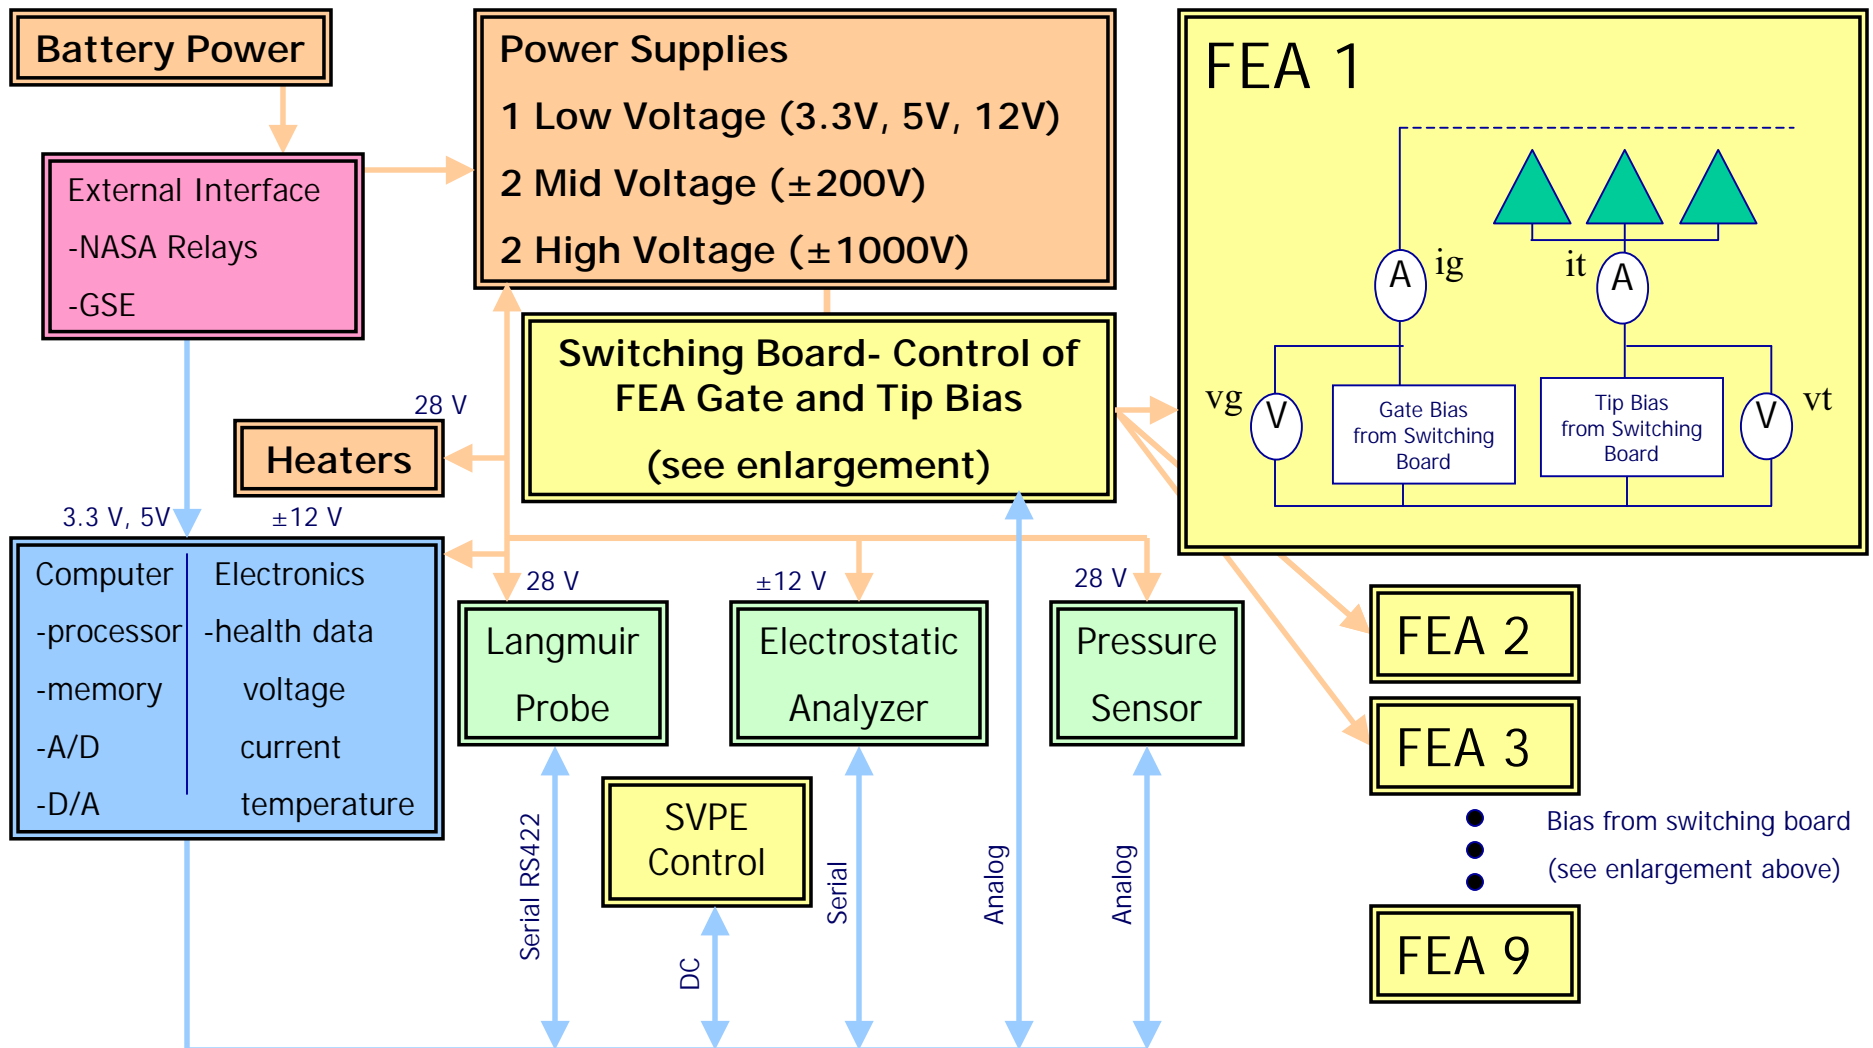 Battery Power
External Interface
-NASA Relays
-GSE
Power Supplies
1 Low Voltage (3.3V, 5V, 12V)
2 Mid Voltage (±200V)
2 High Voltage (±1000V)
Switching Board- Control of
FEA Gate and Tip Bias
(see enlargement)
28 V
Heaters
3.3 V, 5V
±12 V
Computer
-processor
-memory
-A/D
-D/A
Electronics
-health data
voltage
current
temperature
28 V
Langmuir
Probe
±12 V
Electrostatic
Analyzer
28 V
Pressure
Sensor
SVPE
Control
Serial RS422
DC
Serial
Analog
Analog
FEA 1
A
ig
it
A
vg
V
Gate Bias
from Switching
Board
Tip Bias
from Switching
Board
V
vt
FEA 2
FEA 3
Bias from switching board
(see enlargement above)
FEA 9